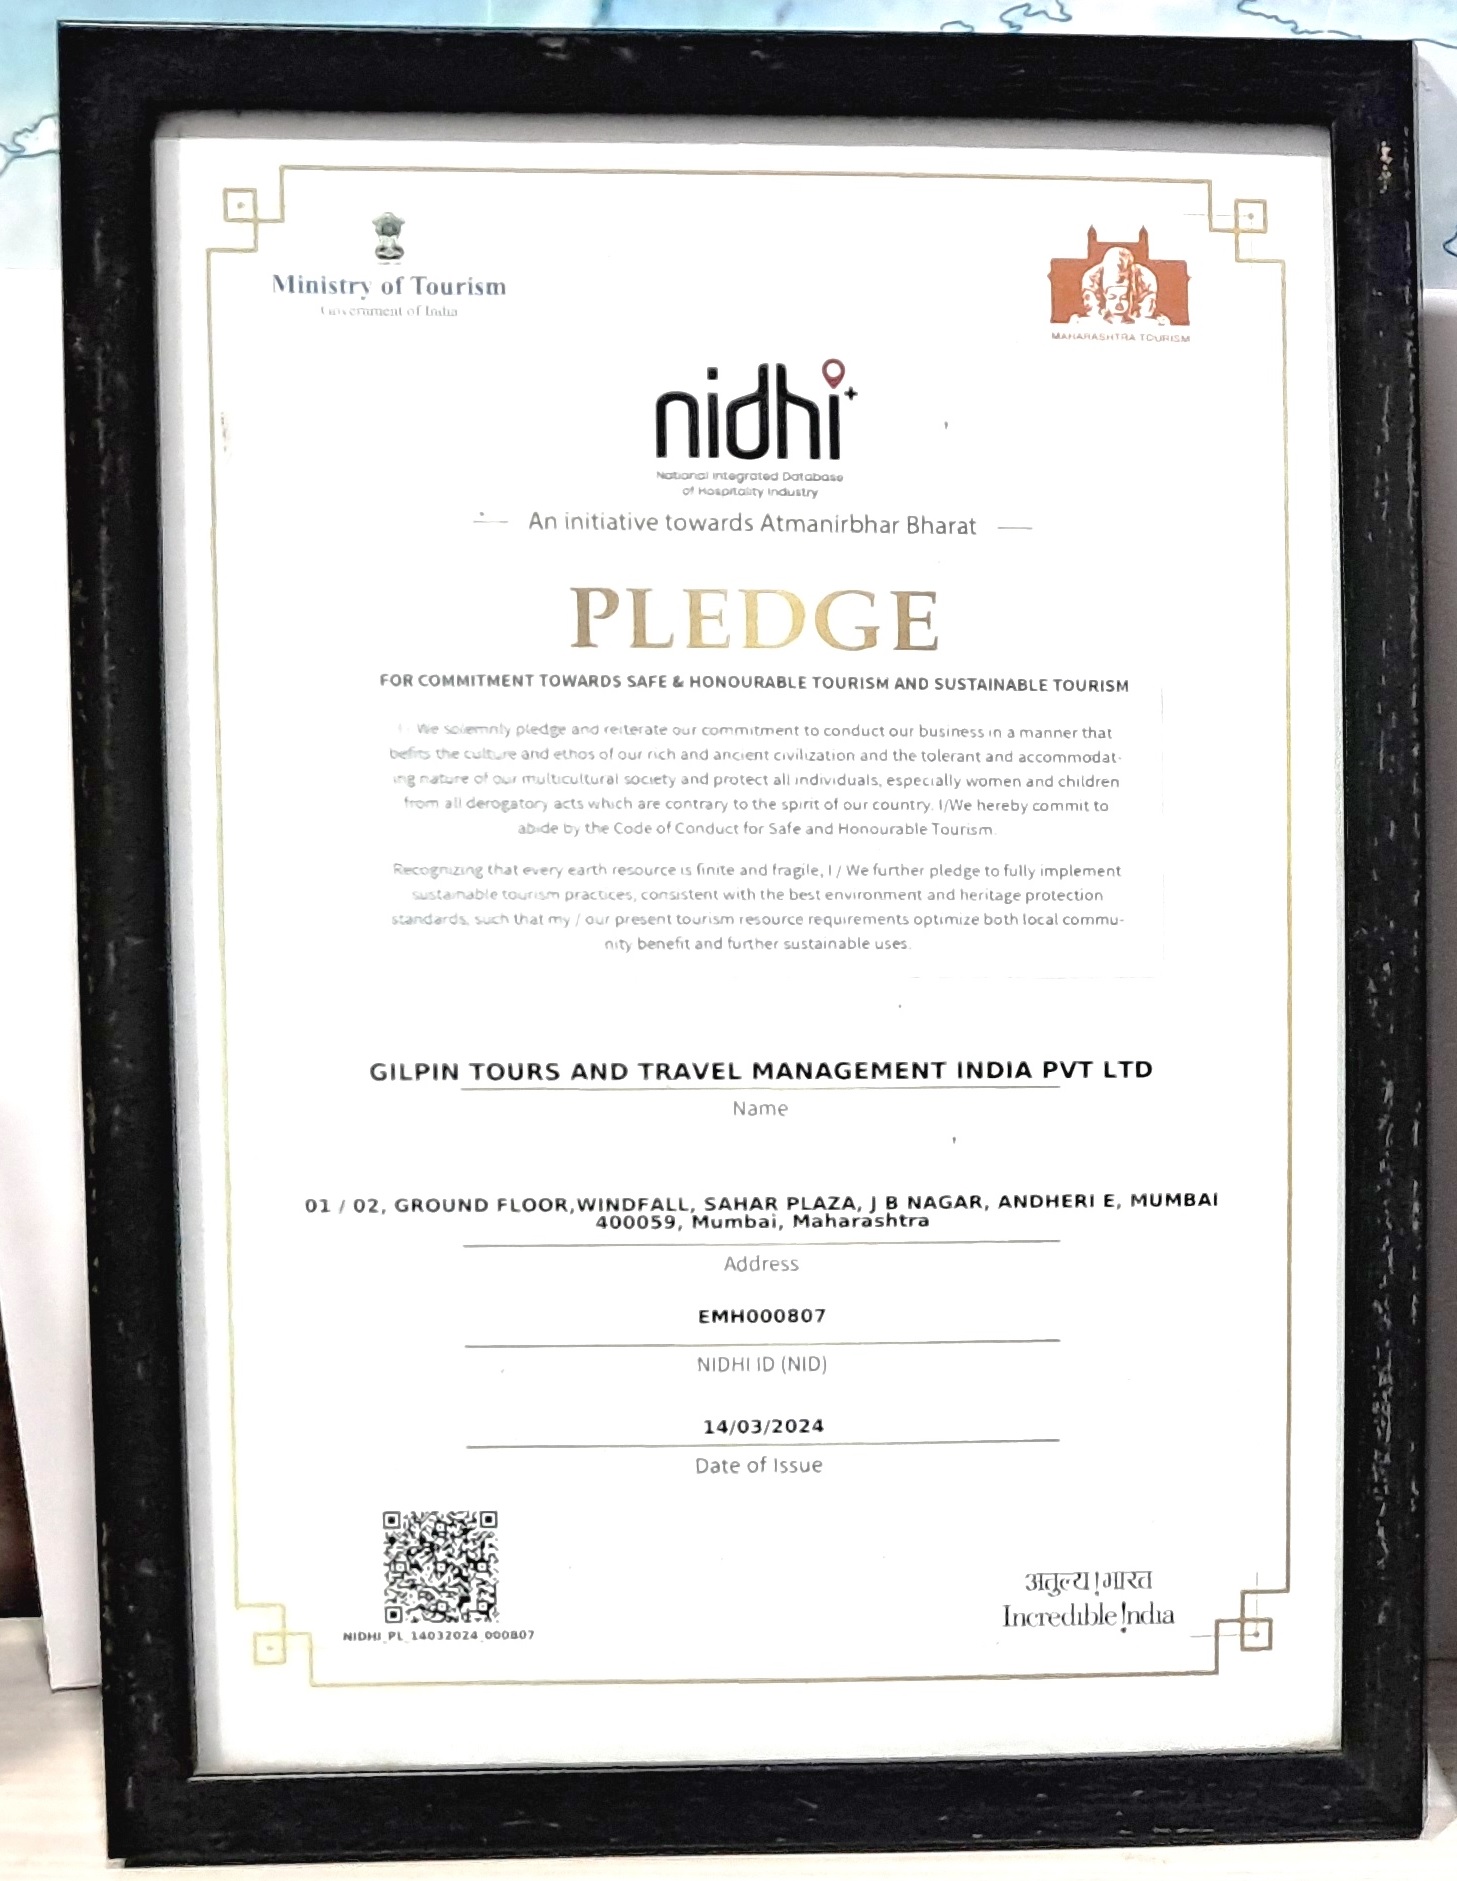 Ministry of Tourism
Government of India
MAHARASHTRA TOURISM
nidhi+
National Integrated Database
of Hospitality Industry
An initiative towards Atmanirbhar Bharat
PLEDGE
FOR COMMITMENT TOWARDS SAFE & HONOURABLE TOURISM AND SUSTAINABLE TOURISM
We solemnly pledge and reiterate our commitment to conduct our business in a manner that
befits the culture and ethos of our rich and ancient civilization and the tolerant and accommodat-
ing nature of our multicultural society and protect all individuals, especially women and children
from all derogatory acts which are contrary to the spirit of our country. I/We hereby commit to
abide by the Code of Conduct for Safe and Honourable Tourism.
Recognizing that every earth resource is finite and fragile, I / We further pledge to fully implement
sustainable tourism practices, consistent with the best environment and heritage protection
standards, such that my / our present tourism resource requirements optimize both local commu-
nity benefit and further sustainable uses.
GILPIN TOURS AND TRAVEL MANAGEMENT INDIA PVT LTD
Name
01 / 02, GROUND FLOOR,WINDFALL, SAHAR PLAZA, J B NAGAR, ANDHERI E, MUMBAI
400059, Mumbai, Maharashtra
Address
EMH000807
NIDHI ID (NID)
14/03/2024
Date of Issue
NIDHI_PL_14032024_000807
अतुल्य!भारत
Incredible!ndia